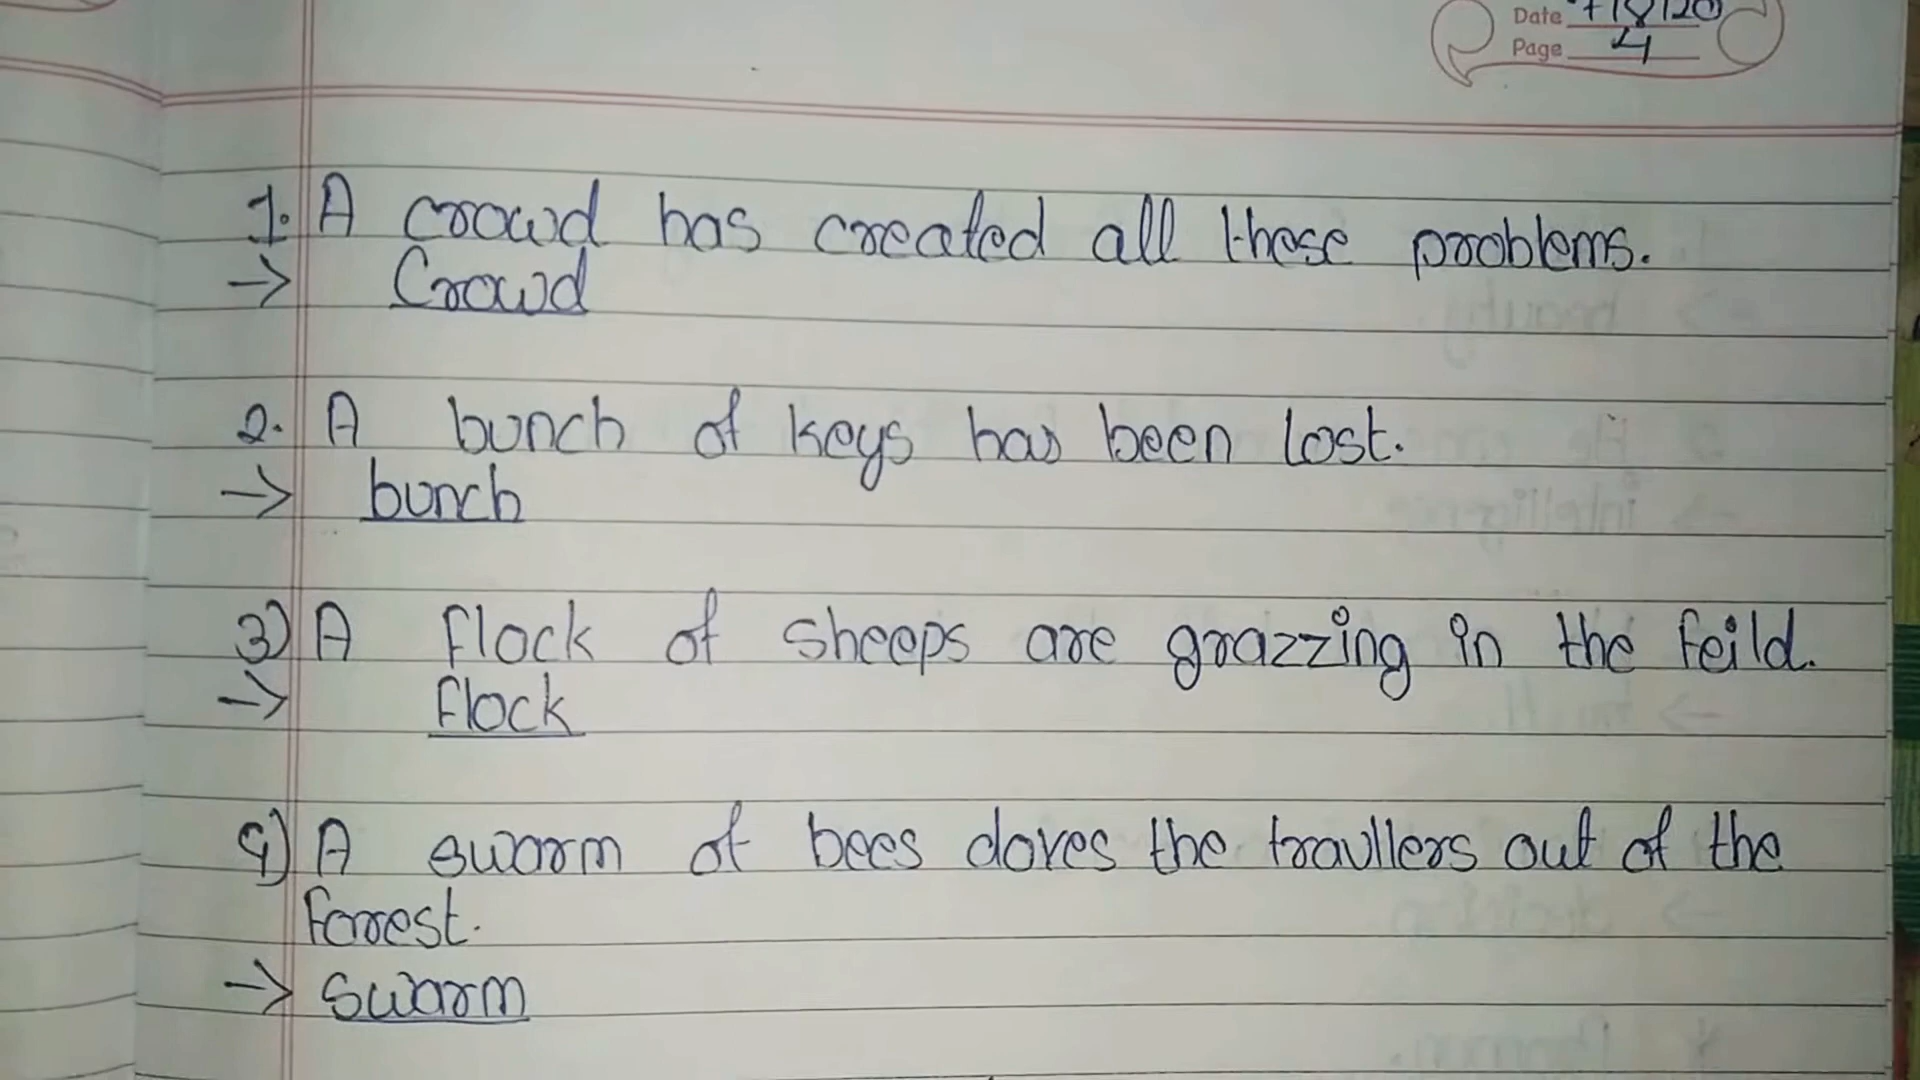 Date 7/8/20
Page 4
1. A crowd has created all these problems.
→ Crowd
2. A bunch of keys has been lost.
→ bunch
3) A flock of sheeps are grazzing in the feild.
→ flock
4) A swarm of bees doves the travllers out of the
forrest.
→ swarm